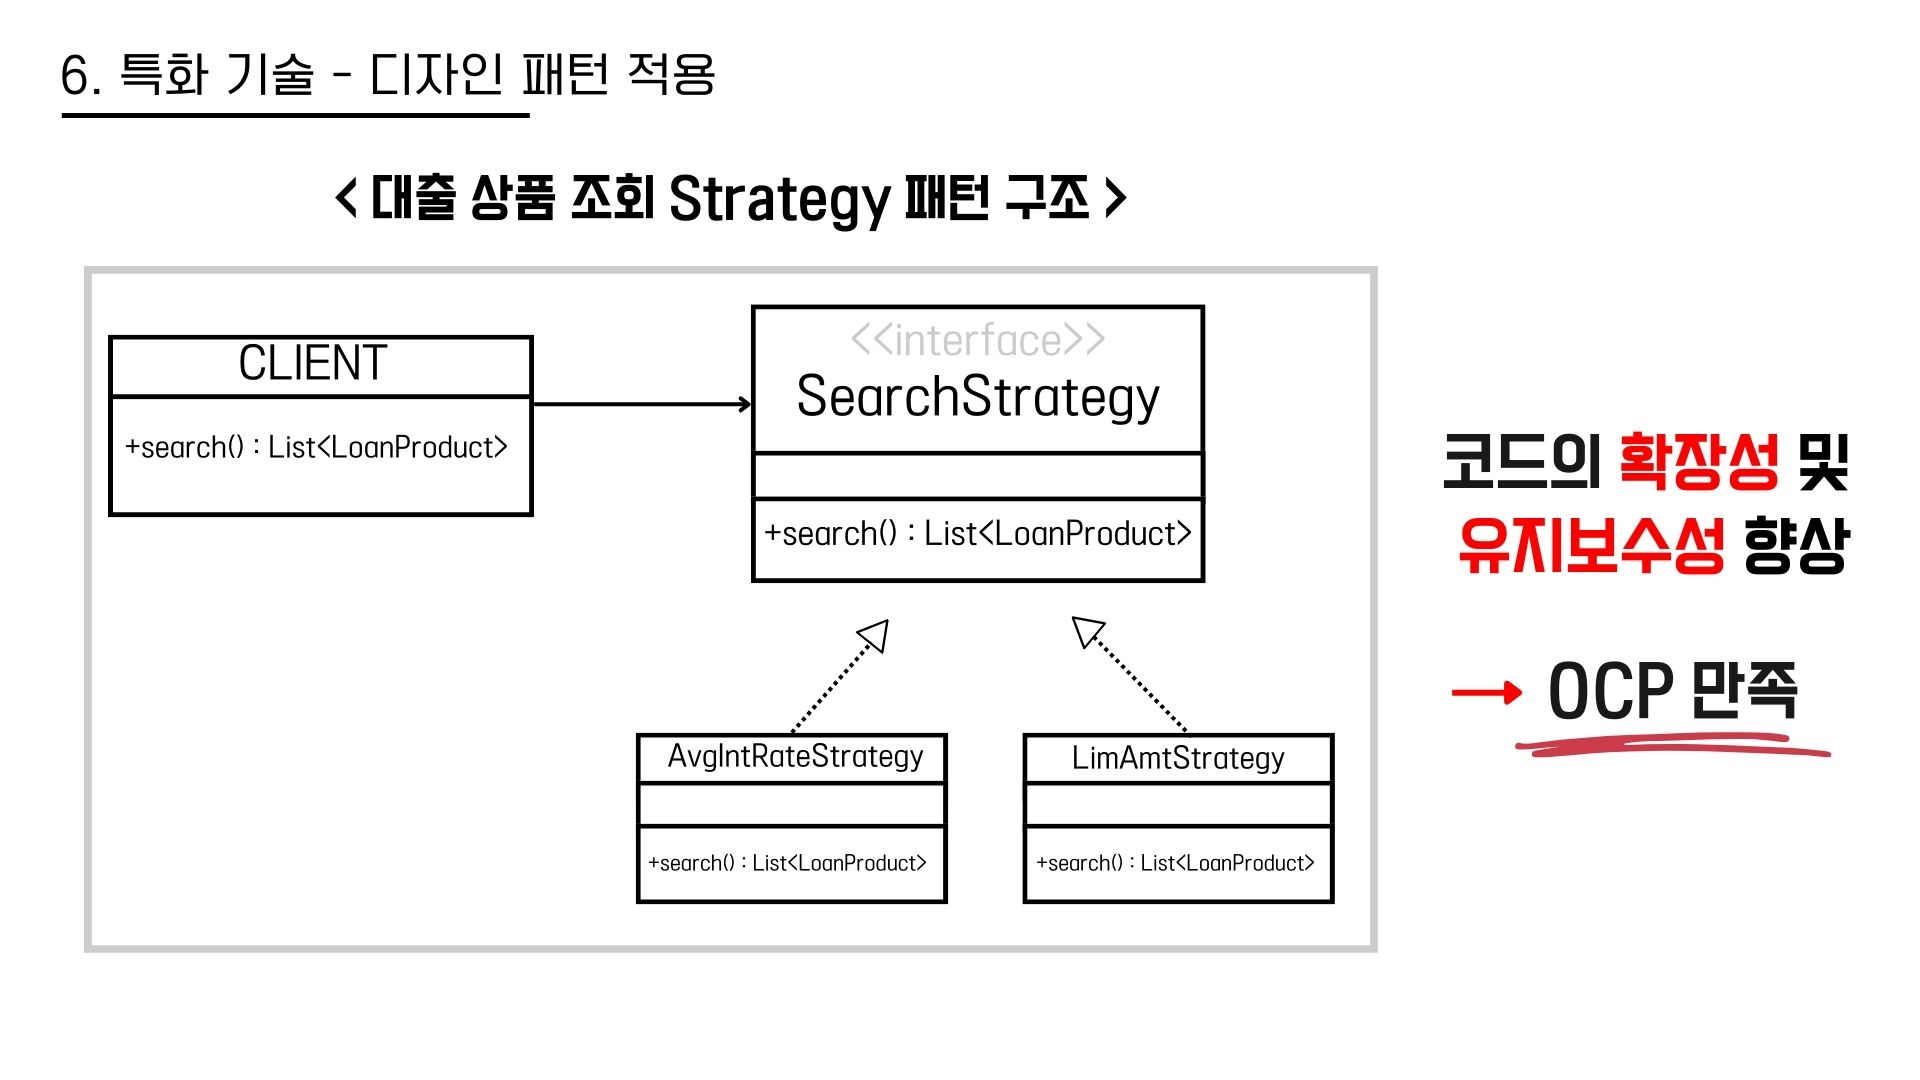 6. 특화 기술 - 디자인 패턴 적용
< 대출 상품 조회 Strategy 패턴 구조 >
CLIENT
+search() : List<LoanProduct>
<<interface>>
SearchStrategy
+search() : List<LoanProduct>
AvgIntRateStrategy
+search() : List<LoanProduct>
LimAmtStrategy
+search() : List<LoanProduct>
코드의 확장성 및
유지보수성 향상
→ OCP 만족